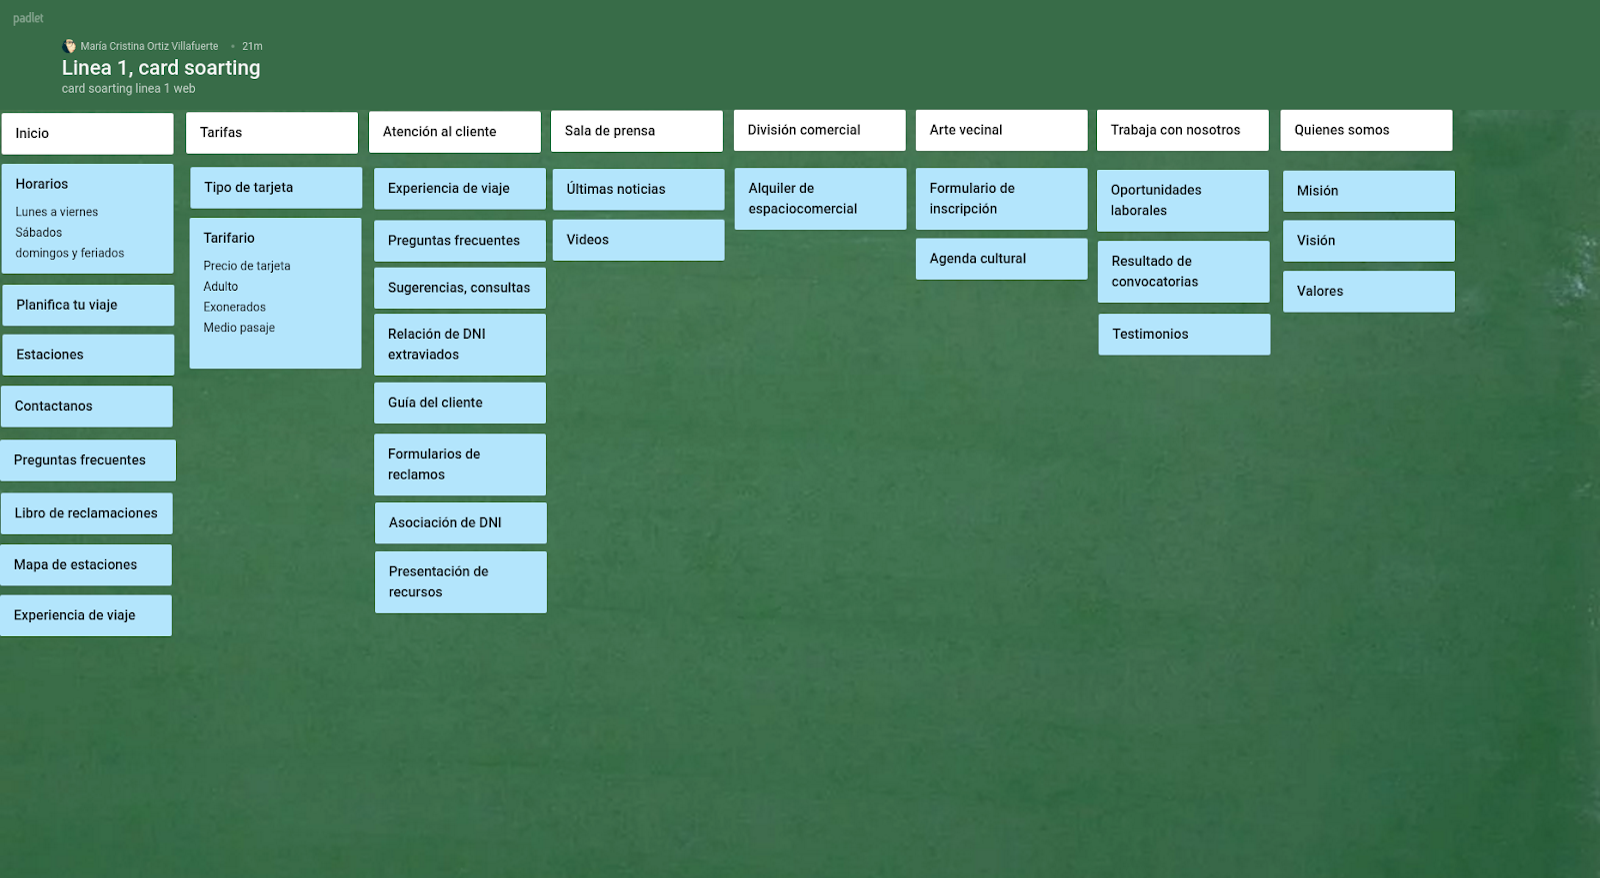 padlet
María Cristina Ortiz Villafuerte • 21m
Linea 1, card soarting
card soarting linea 1 web
Inicio
Horarios
Lunes a viernes
Sábados
domingos y feriados
Planifica tu viaje
Estaciones
Contactanos
Preguntas frecuentes
Libro de reclamaciones
Mapa de estaciones
Experiencia de viaje
Tarifas
Tipo de tarjeta
Tarifario
Precio de tarjeta
Adulto
Exonerados
Medio pasaje
Atención al cliente
Experiencia de viaje
Preguntas frecuentes
Sugerencias, consultas
Relación de DNI
extraviados
Guía del cliente
Formularios de
reclamos
Asociación de DNI
Presentación de
recursos
Sala de prensa
Últimas noticias
Videos
División comercial
Alquiler de
espaciocomercial
Arte vecinal
Formulario de
inscripción
Agenda cultural
Trabaja con nosotros
Oportunidades
laborales
Resultado de
convocatorias
Testimonios
Quienes somos
Misión
Visión
Valores